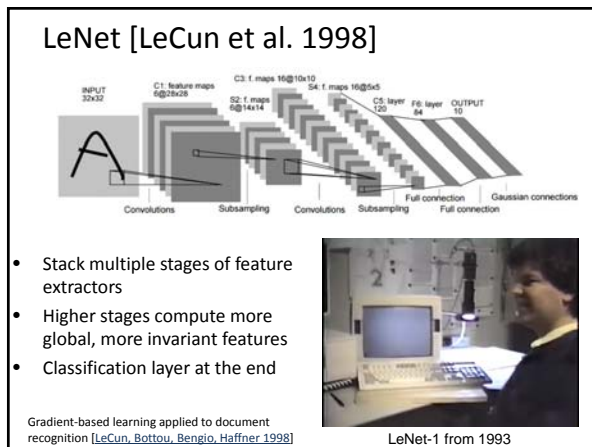 LeNet [LeCun et al. 1998]
INPUT
32x32
C1: feature maps
6@28x28
S2: f. maps
6@14x14
C3: f. maps 16@10x10
S4: f. maps 16@5x5
C5: layer
120
F6: layer
84
OUTPUT
10
A
Convolutions
Subsampling
Convolutions
Subsampling
Full connection
Full connection
Gaussian connections
• Stack multiple stages of feature
extractors
• Higher stages compute more
global, more invariant features
• Classification layer at the end
Gradient-based learning applied to document
recognition [LeCun, Bottou, Bengio, Haffner 1998]
2
LeNet-1 from 1993